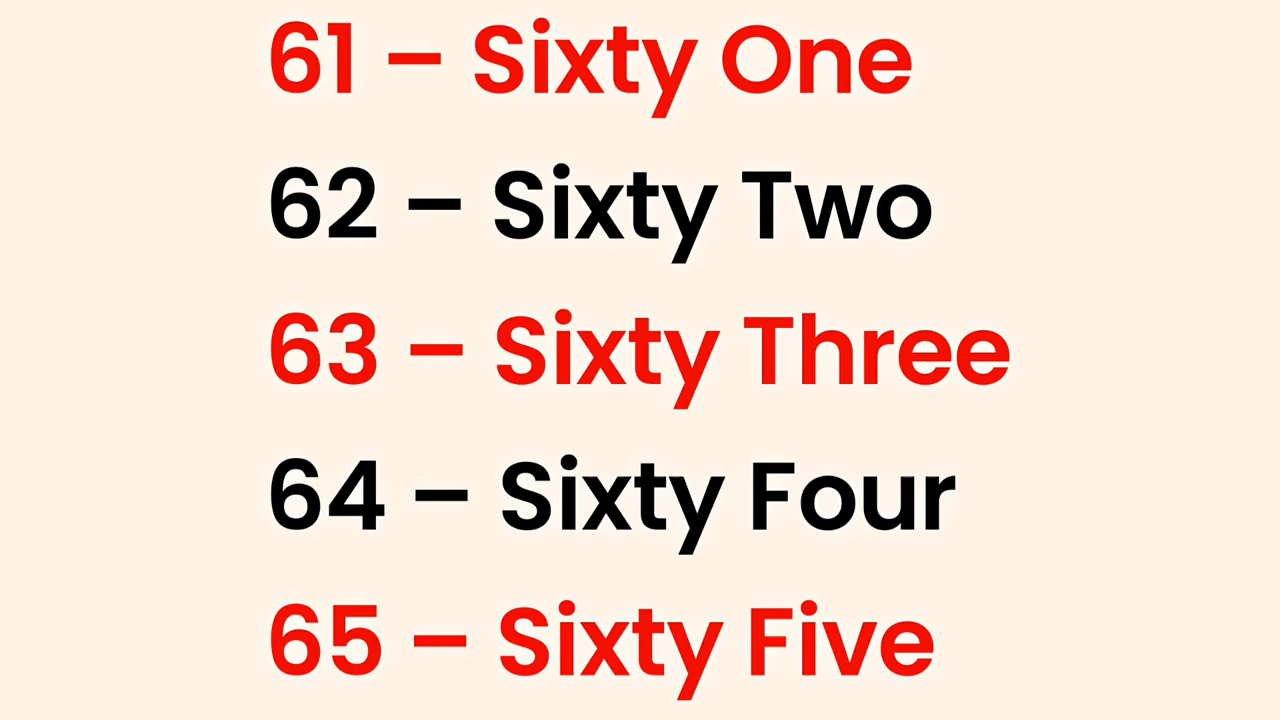 61 – Sixty One
62 – Sixty Two
63 – Sixty Three
64 – Sixty Four
65 – Sixty Five